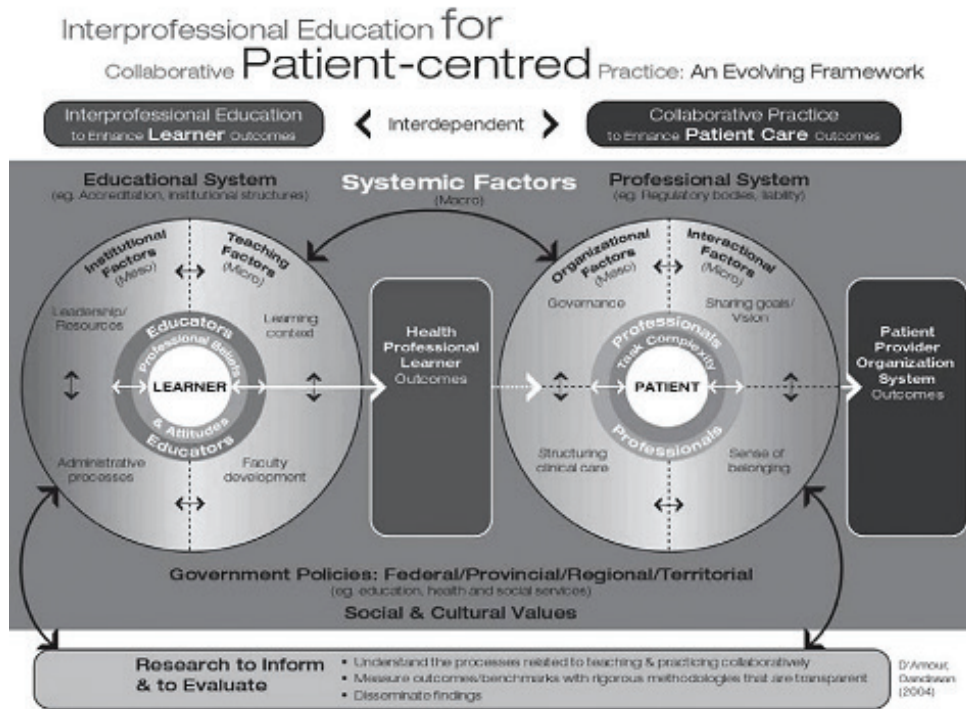 Interprofessional Education for
Collaborative Patient-centred Practice: An Evolving Framework
Interprofessional Education
to Enhance Learner Outcomes
Interdependent
Collaborative Practice
to Enhance Patient Care Outcomes
Educational System
(eg. Accreditation, institutional structures)
Systemic Factors
(Macro)
Professional System
(eg. Regulatory bodies, liability)
Institutional
Factors
(Meso)
Teaching
Factors
(Micro)
Leadership/
Resources
Learning
context
Educators
Professional Beliefs
LEARNER
& Attitudes
Educators
Administrative
processes
Faculty
development
Health
Professional
Learner
Outcomes
Organizational
Factors
(Meso)
Interactional
Factors
(Micro)
Governance
Sharing goals/
Vision
Professionals
Task Complexity
PATIENT
Professionals
Structuring
clinical care
Sense of
belonging
Patient
Provider
Organization
System
Outcomes
Government Policies: Federal/Provincial/Regional/Territorial
(eg. education, health and social services)
Social & Cultural Values
Research to Inform
& to Evaluate
• Understand the processes related to teaching & practicing collaboratively
• Measure outcomes/benchmarks with rigorous methodologies that are transparent
• Disseminate findings
D'Amour,
Oandasan
(2004)